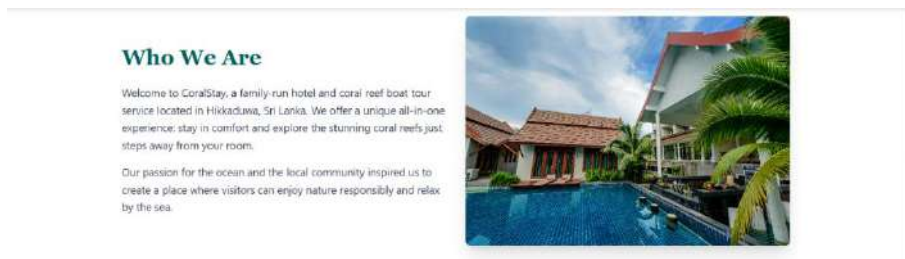 Who We Are
Welcome to CoralStay, a family-run hotel and coral reef boat tour
service located in Hikkaduwa, Sri Lanka. We offer a unique all-in-one
experience: stay in comfort and explore the stunning coral reefs just
steps away from your room.
Our passion for the ocean and the local community inspired us to
create a place where visitors can enjoy nature responsibly and relax
by the sea.